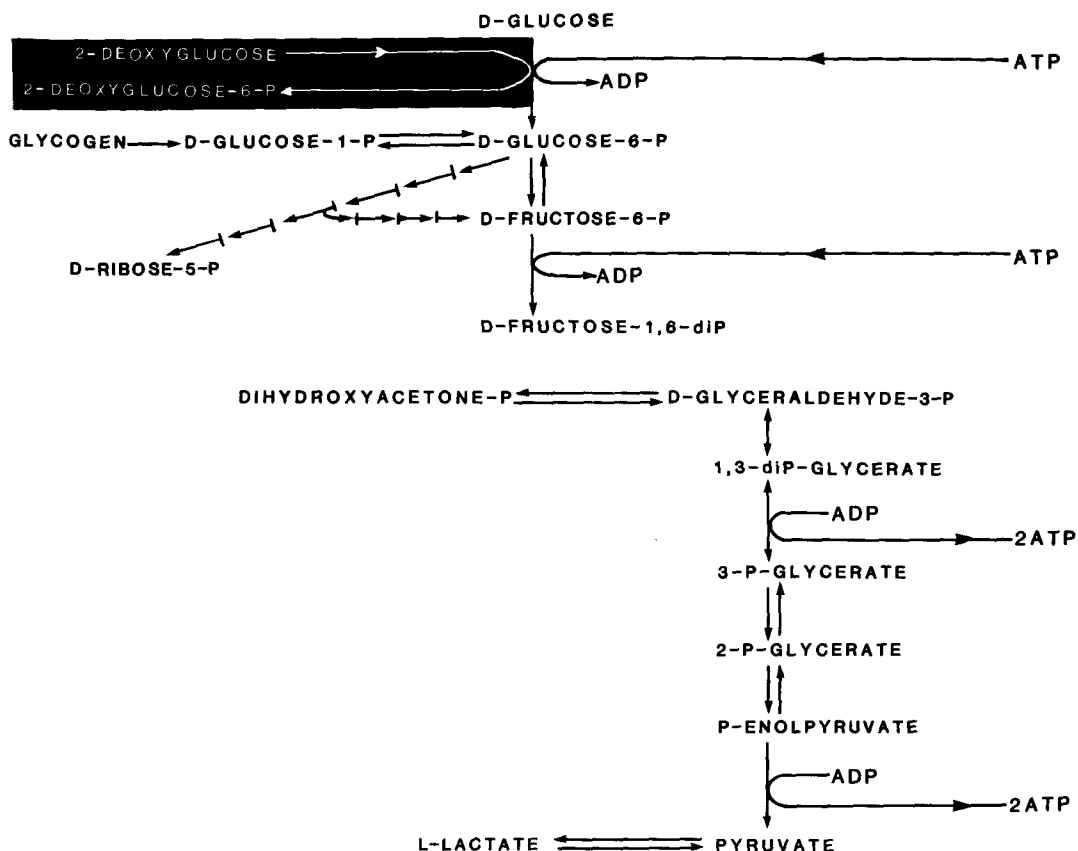 D-GLUCOSE
2-DEOXYGLUCOSE
ATP
ADP
2-DEOXYGLUCOSE-6-P
GLYCOGEN
D-GLUCOSE-1-P
D-GLUCOSE-6-P
D-FRUCTOSE-6-P
D-RIBOSE-5-P
ATP
ADP
D-FRUCTOSE-1,6-diP
DIHYDROXYACETONE-P
D-GLYCERALDEHYDE-3-P
1,3-diP-GLYCERATE
ADP
2ATP
3-P-GLYCERATE
2-P-GLYCERATE
P-ENOLPYRUVATE
ADP
2ATP
L-LACTATE
PYRUVATE